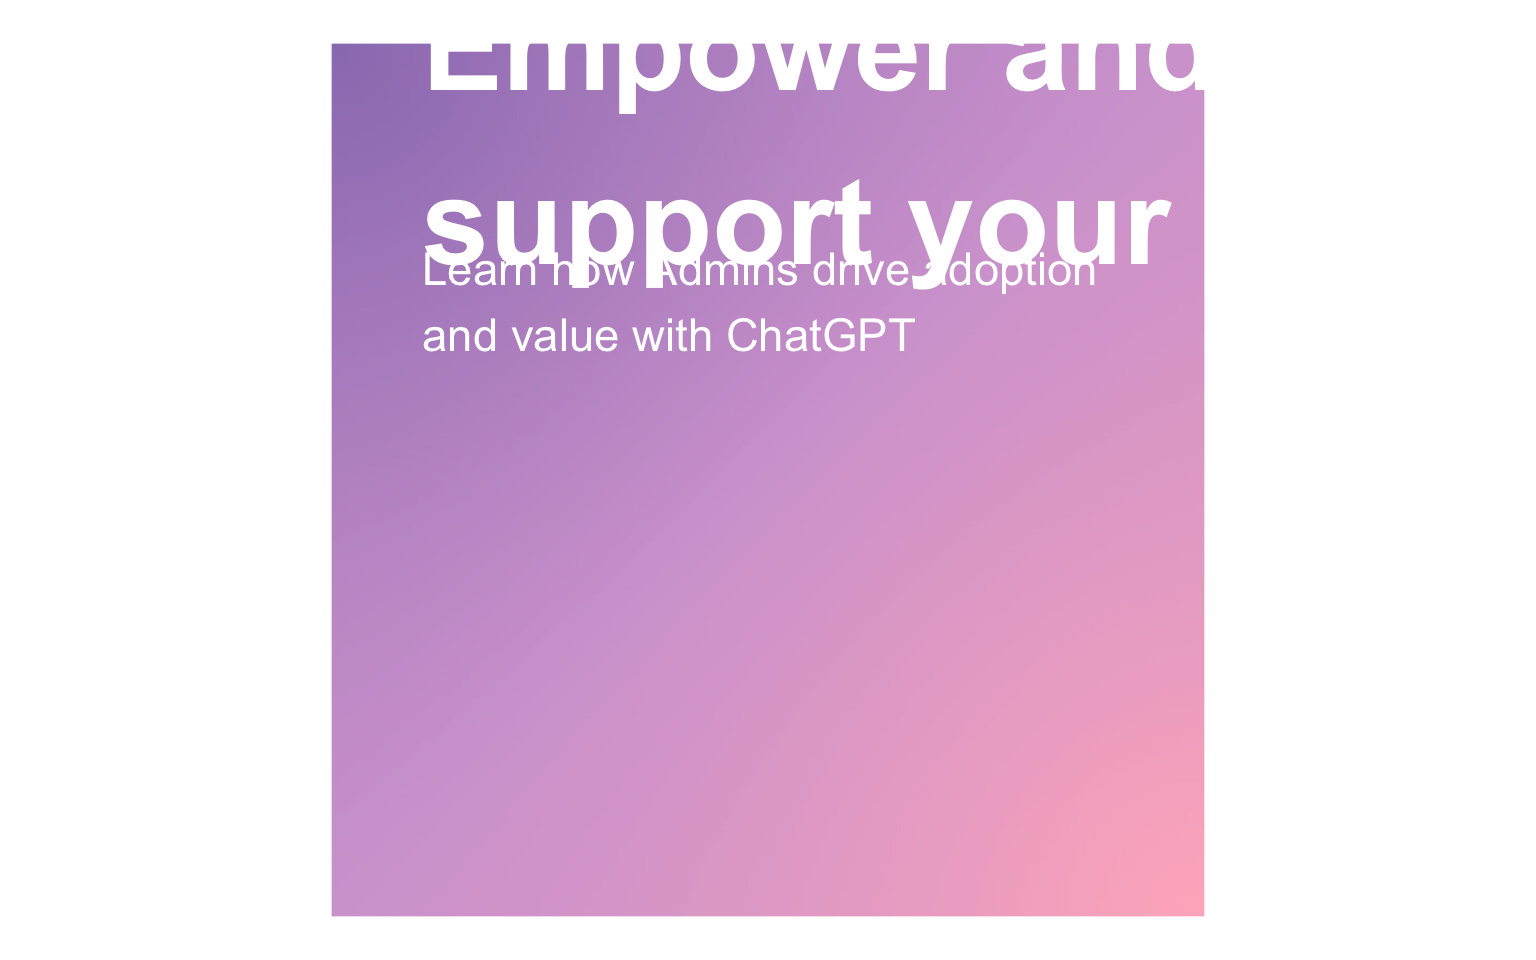 Empower and
support your
Learn how Admins drive adoption
and value with ChatGPT